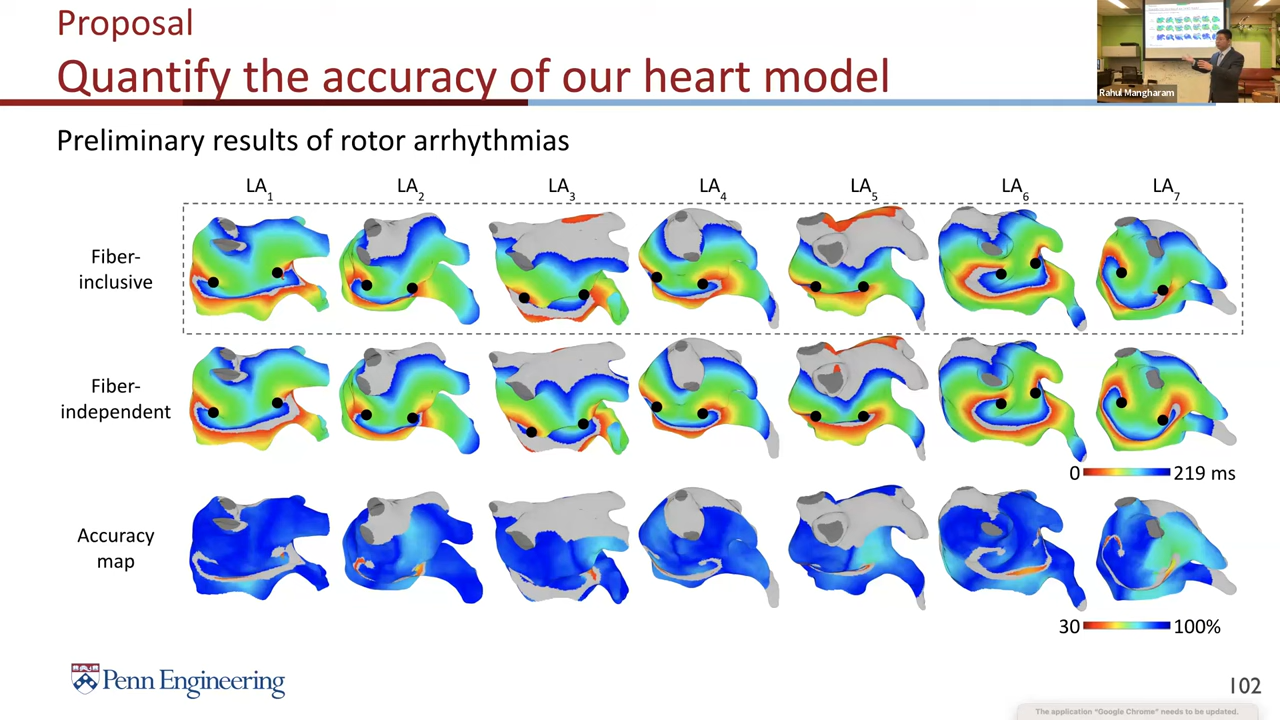 Proposal
Quantify the accuracy of our heart model
Rahul Mangharam
Preliminary results of rotor arrhythmias
LA1 LA2 LA3 LA4 LA5 LA6 LA7
Fiber-
inclusive
Fiber-
independent
0 219 ms
Accuracy
map
30 100%
Penn Engineering
102
The application "Google Chrome" needs to be updated.